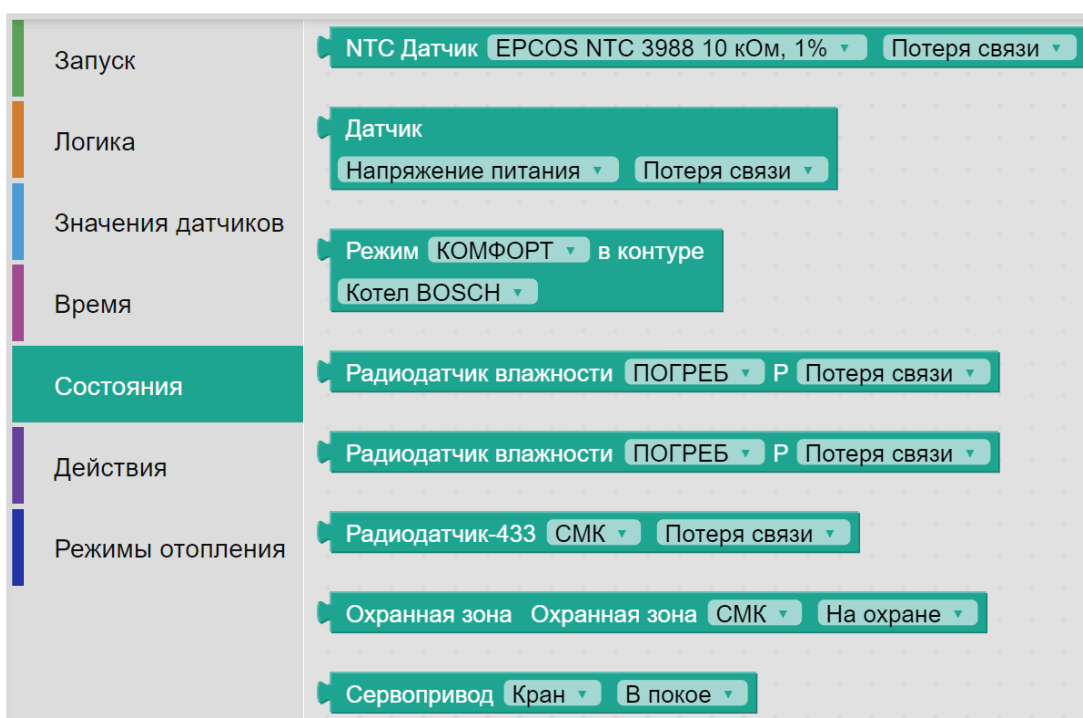 Запуск
Логика
Значения датчиков
Время
Состояния
Действия
Режимы отопления
NTC Датчик EPCOS NTC 3988 10 кОм, 1% Потеря связи
Датчик
Напряжение питания Потеря связи
Режим КОМФОРТ в контуре
Котел BOSCH
Радиодатчик влажности ПОГРЕБ Р Потеря связи
Радиодатчик влажности ПОГРЕБ Р Потеря связи
Радиодатчик-433 СМК Потеря связи
Охранная зона Охранная зона СМК На охране
Сервопривод Кран В покое